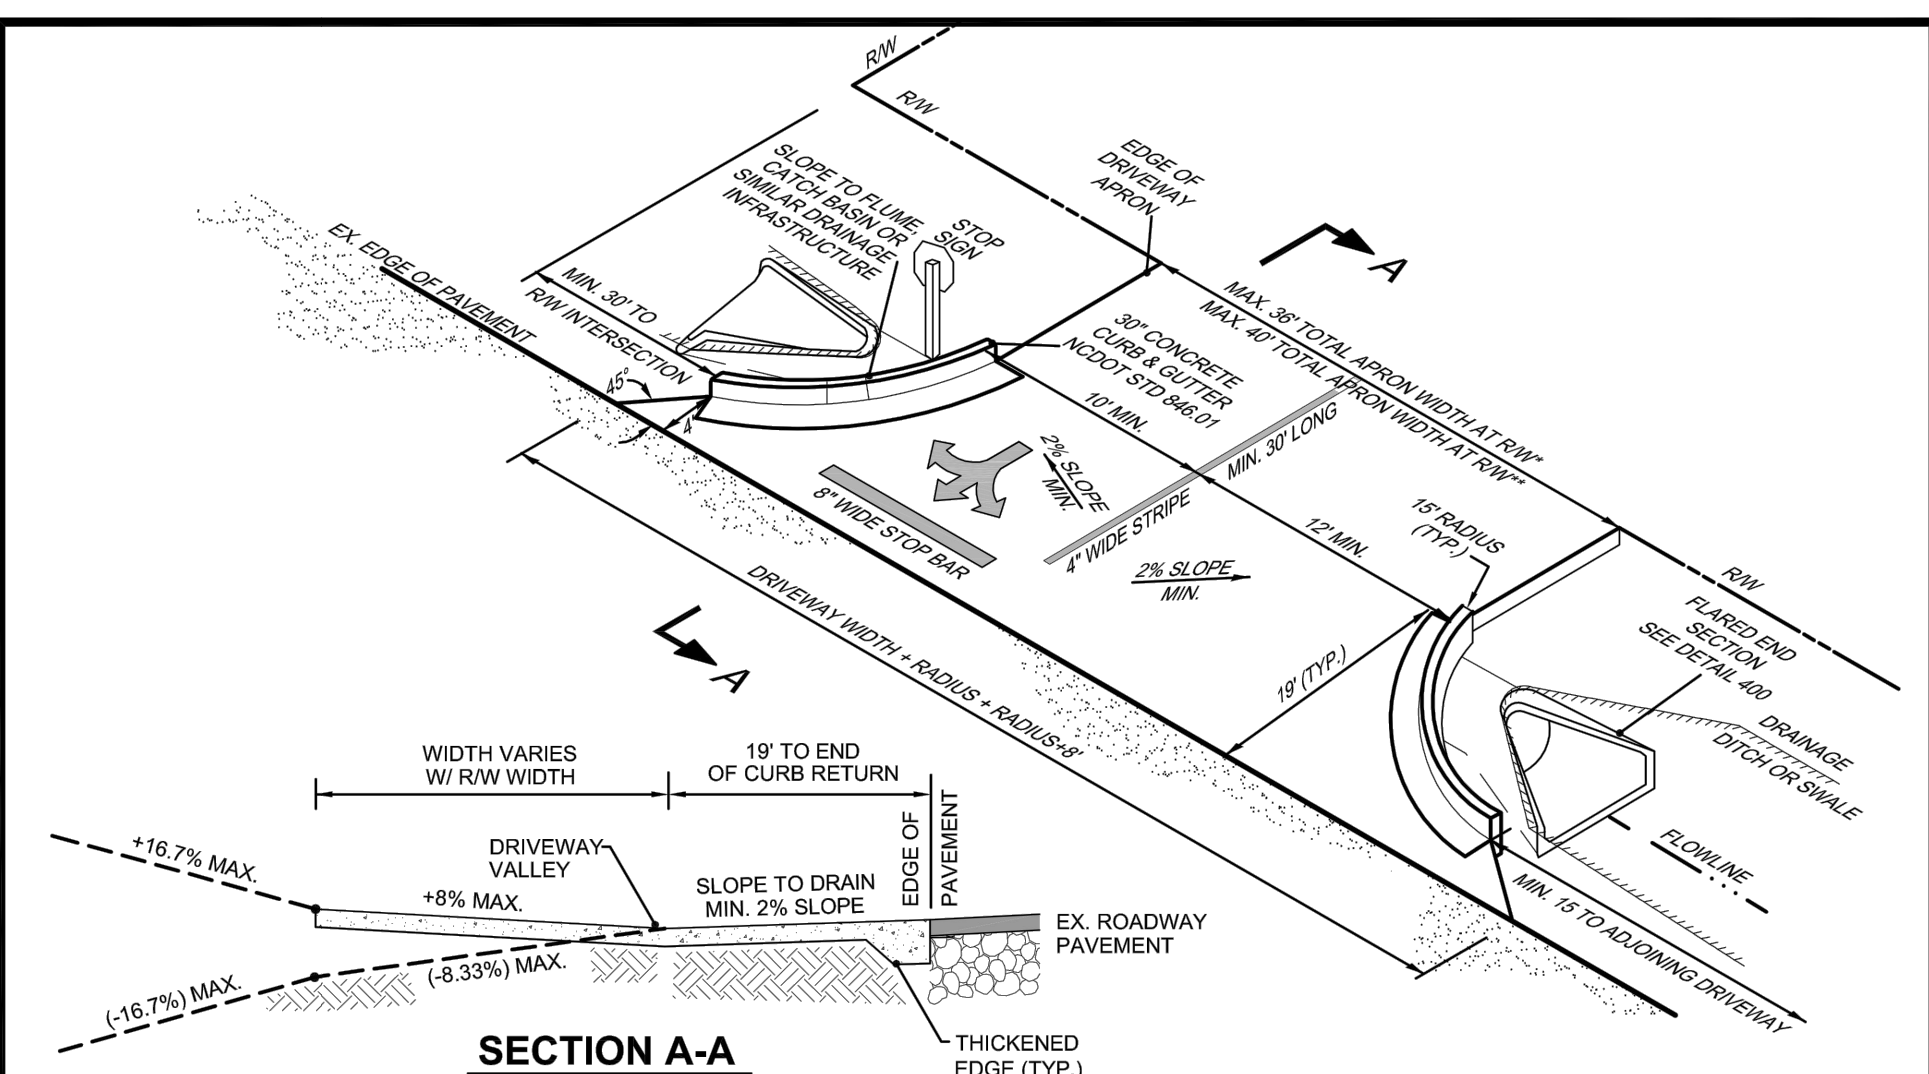 R/W
R/W
EDGE OF
DRIVEWAY
APRON
SLOPE TO FLUME,
CATCH BASIN OR
SIMILAR DRAINAGE
INFRASTRUCTURE
STOP
SIGN
A
EX. EDGE OF PAVEMENT
MIN. 30' TO
R/W INTERSECTION
45°
4'
30" CONCRETE
CURB & GUTTER
NCDOT STD 846.01
MAX. 36' TOTAL APRON WIDTH AT R/W*
MAX. 40' TOTAL APRON WIDTH AT R/W**
10' MIN.
MIN. 30' LONG
2% SLOPE
MIN.
8" WIDE STOP BAR
4" WIDE STRIPE
12' MIN.
15' RADIUS
(TYP.)
2% SLOPE
MIN.
R/W
FLARED END
SECTION
SEE DETAIL 400
DRIVEWAY WIDTH + RADIUS + RADIUS+8'
A
19' (TYP.)
DRAINAGE
DITCH OR SWALE
FLOWLINE
MIN. 15 TO ADJOINING DRIVEWAY
WIDTH VARIES
W/ R/W WIDTH
19' TO END
OF CURB RETURN
EDGE OF
PAVEMENT
+16.7% MAX.
DRIVEWAY
VALLEY
+8% MAX.
SLOPE TO DRAIN
MIN. 2% SLOPE
EX. ROADWAY
PAVEMENT
(-8.33%) MAX.
(-16.7%) MAX.
SECTION A-A
THICKENED
EDGE (TYP.)